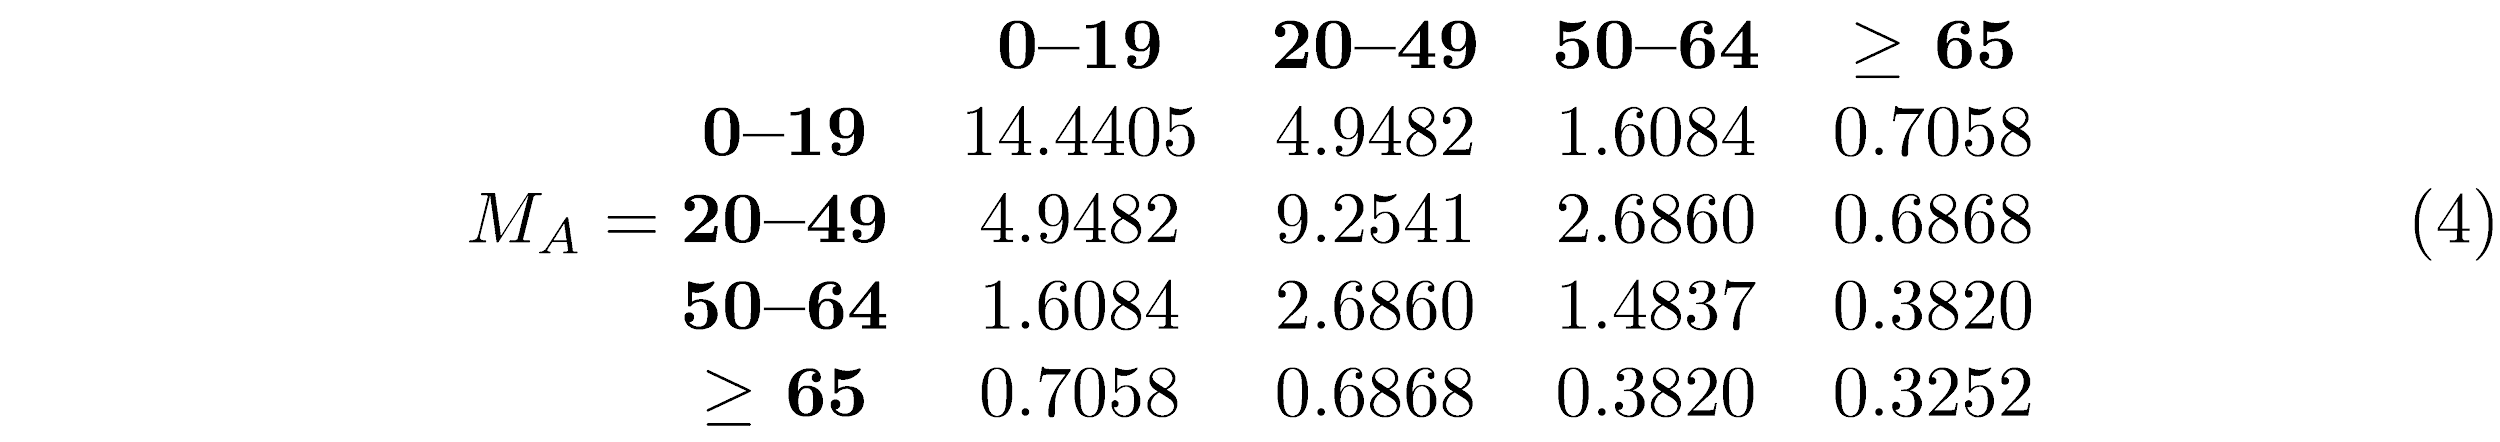 0–19 20–49 50–64 ≥ 65
0–19 14.4405 4.9482 1.6084 0.7058
M_A = 20–49 4.9482 9.2541 2.6860 0.6868 (4)
50–64 1.6084 2.6860 1.4837 0.3820
≥ 65 0.7058 0.6868 0.3820 0.3252